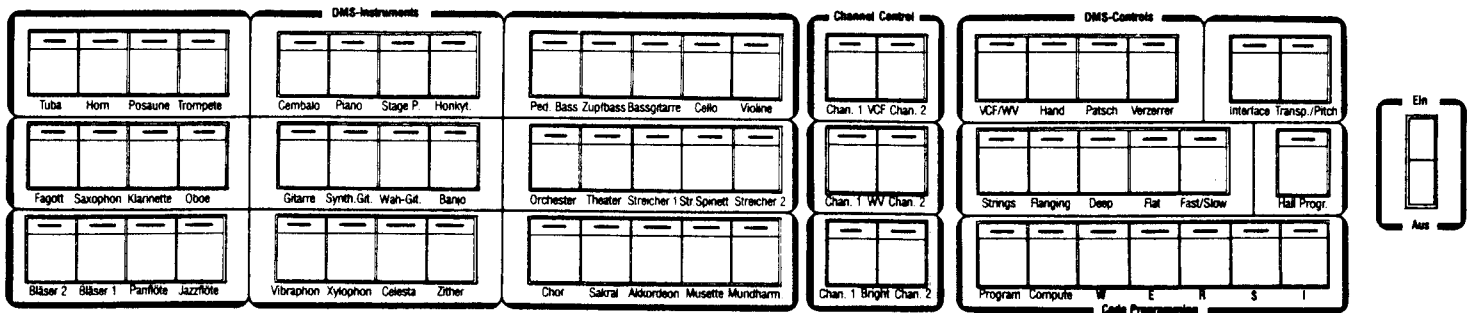 DMS-Instruments Channel Control DMS-Controls
Ein
Tuba Horn Posaune Trompete Cembalo Piano Stage P. Honkyt. Ped. Bass Zupfbass Bassgitarre Cello Violine Chan. 1 VCF Chan. 2 VCF/WV Hand Patsch Verzerrer Interface Transp./Pitch
Fagott Saxophon Klarinette Oboe Gitarre Synth.Git. Wah-Git. Banjo Orchester Theater Streicher 1 Str Spinett Streicher 2 Chan. 1 WV Chan. 2 Strings Flanging Deep Flat Fast/Slow Hall Progr.
Aus
Bläser 2 Bläser 1 Panflöte Jazzflöte Vibraphon Xylophon Celesta Zither Chor Sakral Akkordeon Musette Mundharm. Chan. 1 Bright Chan. 2 Program Compute W E R S I
Code Programming